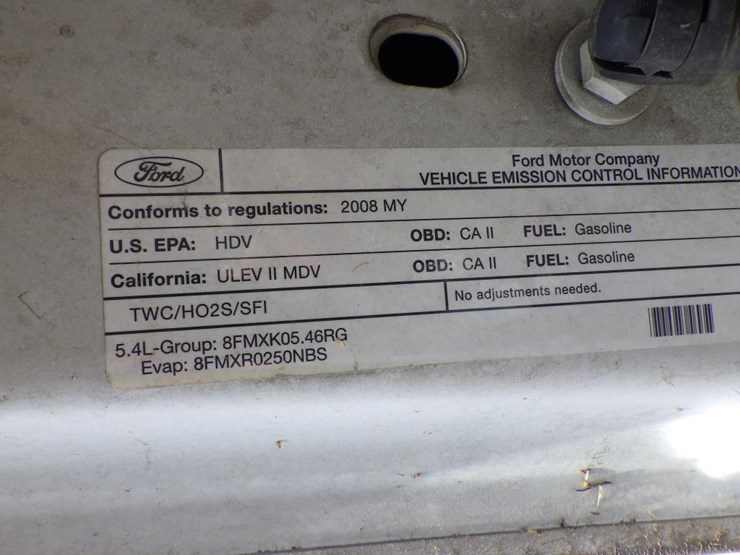 Ford
Ford Motor Company
VEHICLE EMISSION CONTROL INFORMATION
Conforms to regulations: 2008 MY
U.S. EPA: HDV OBD: CA II FUEL: Gasoline
California: ULEV II MDV OBD: CA II FUEL: Gasoline
TWC/HO2S/SFI No adjustments needed.
5.4L-Group: 8FMXK05.46RG
Evap: 8FMXR0250NBS